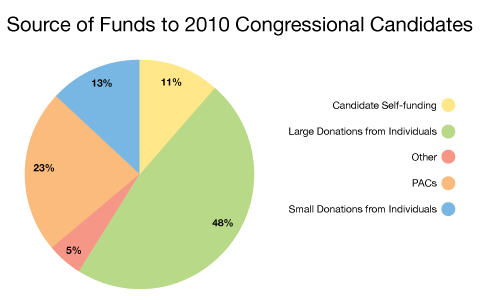 Source of Funds to 2010 Congressional Candidates
13%
11%
23%
48%
5%
Candidate Self-funding
Large Donations from Individuals
Other
PACs
Small Donations from Individuals